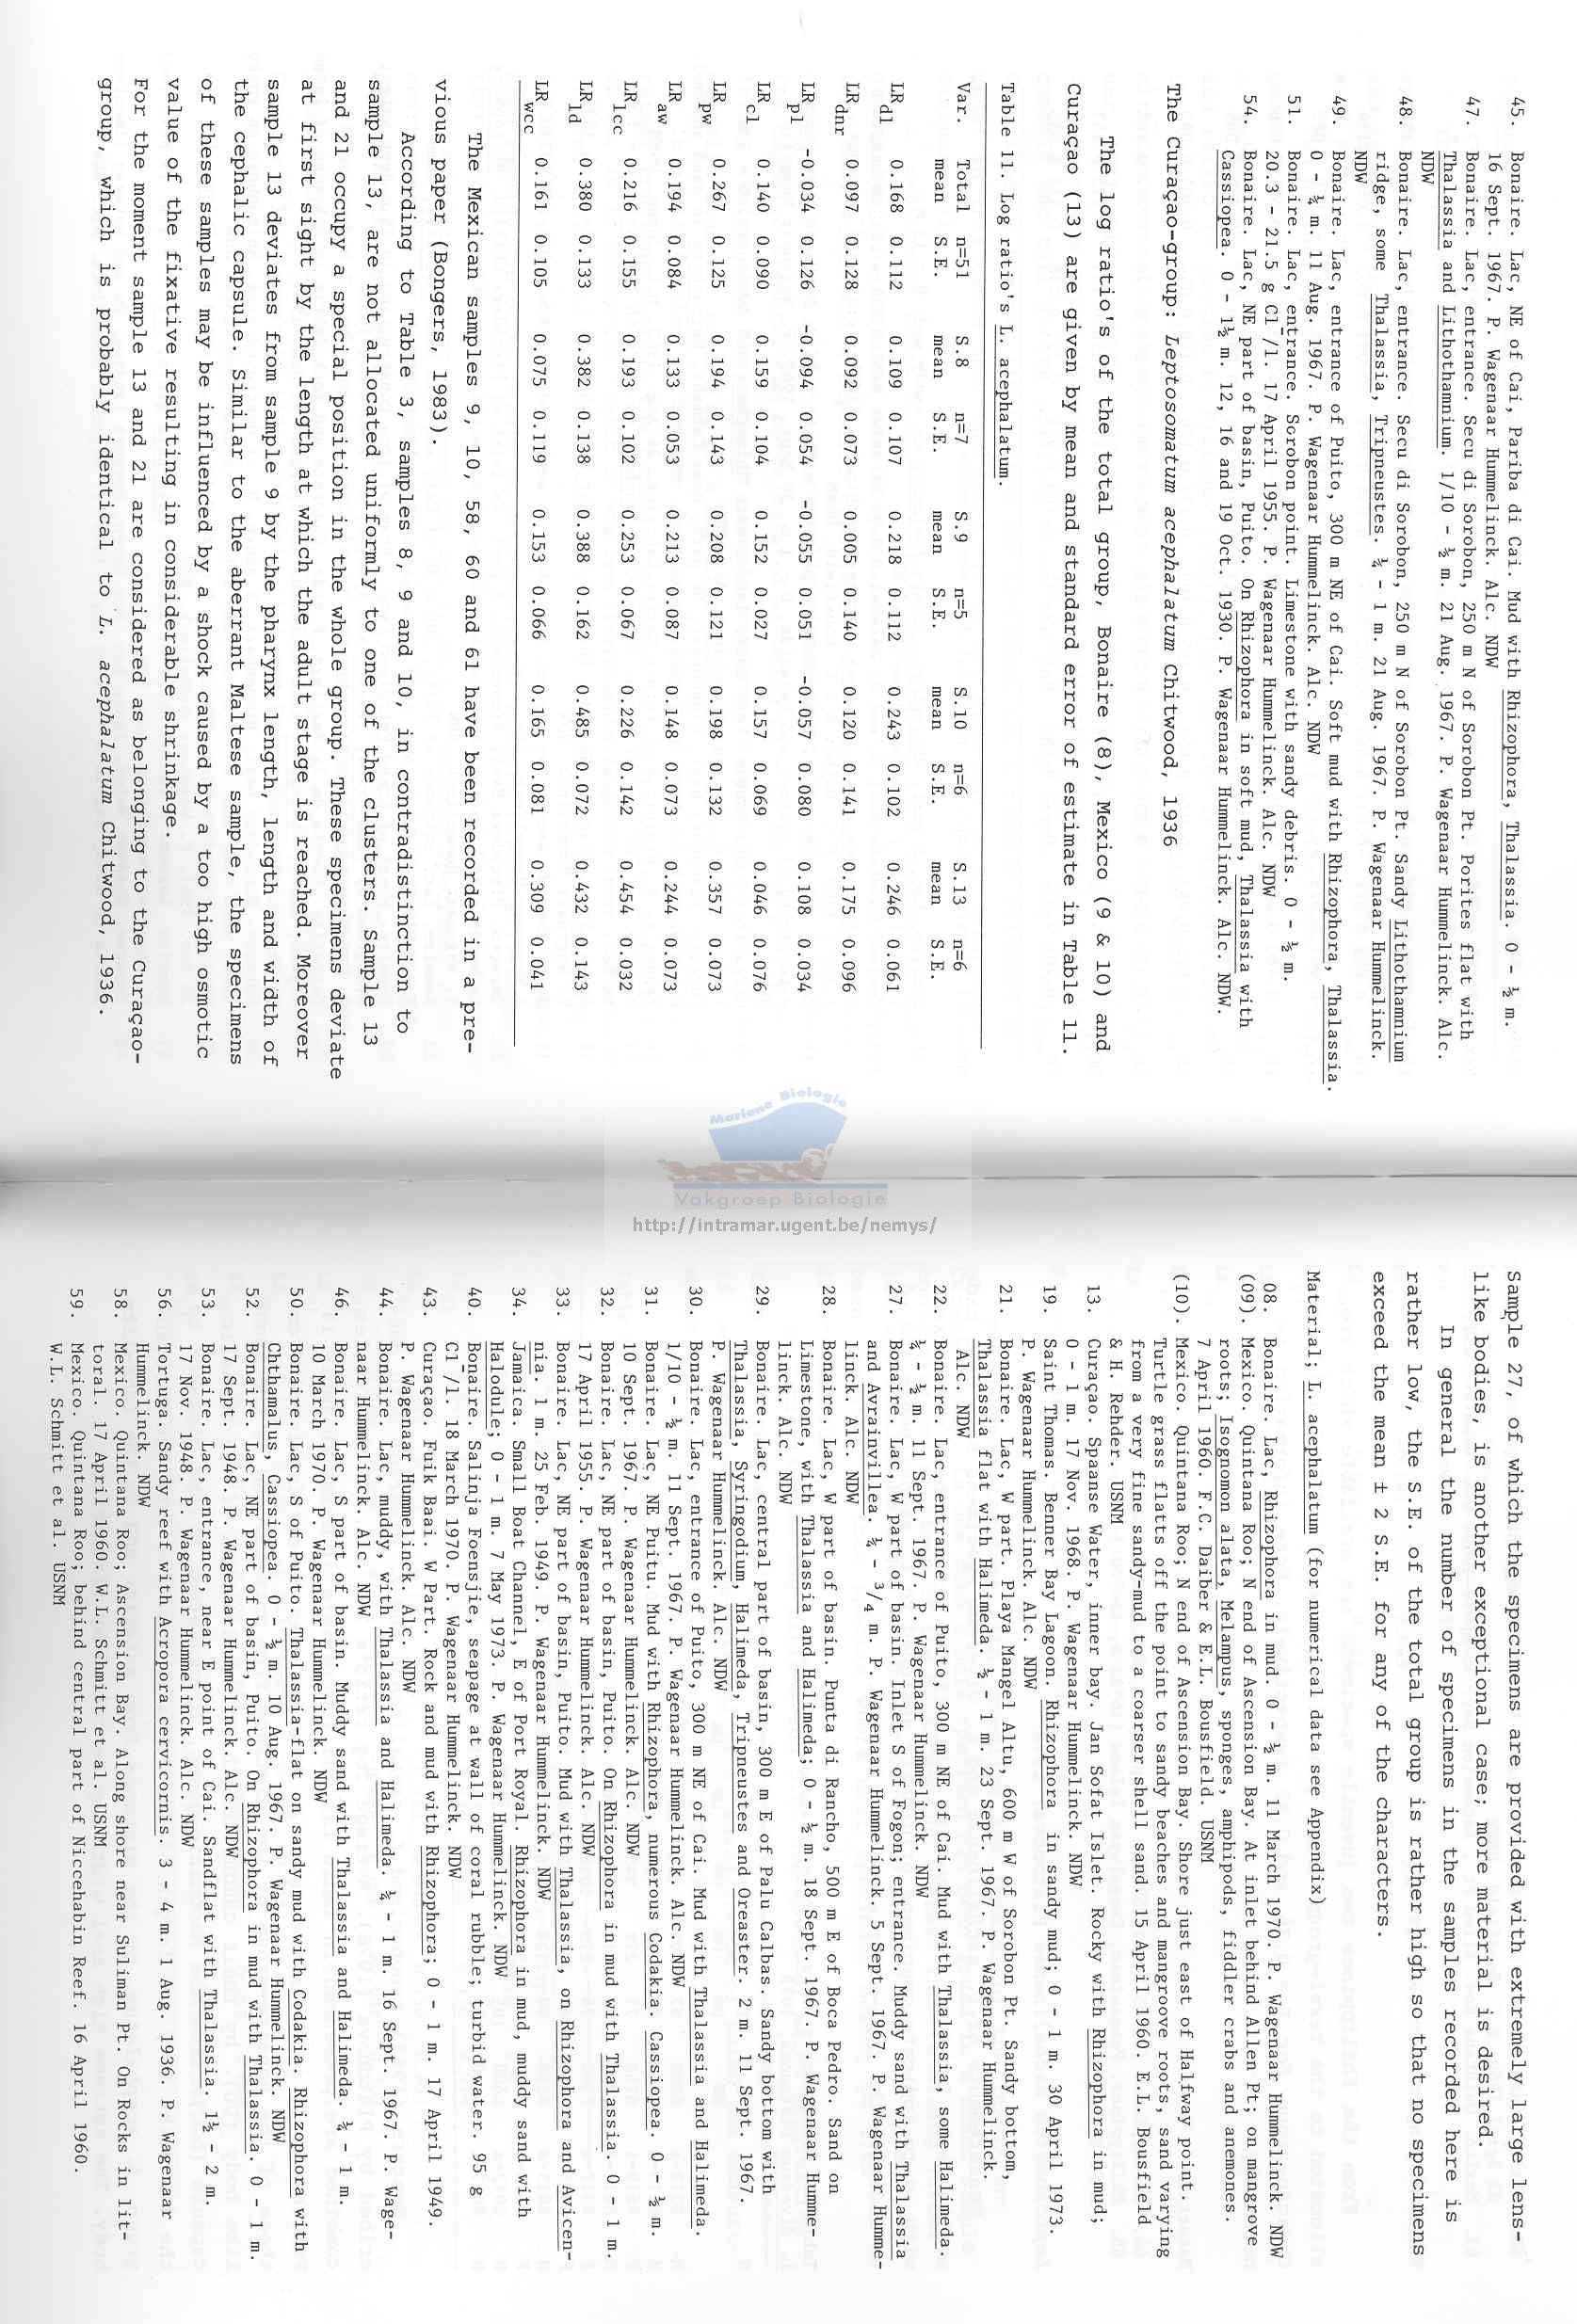 45. Bonaire. Lac, NE of Cai, Pariba di Cai. Mud with Rhizophora, Thalassia. 0 - ½ m.
16 Sept. 1967. P. Wagenaar Hummelinck. Alc. NDW
47. Bonaire. Lac, entrance. Secu di Sorobon, 250 m N of Sorobon Pt. Porites flat with
Thalassia and Lithothamnium. 1/10 - ½ m. 21 Aug. 1967. P. Wagenaar Hummelinck. Alc.
NDW
48. Bonaire. Lac, entrance. Secu di Sorobon, 250 m N of Sorobon Pt. Sandy Lithothamnium
ridge, some Thalassia, Tripneustes. ½ - 1 m. 21 Aug. 1967. P. Wagenaar Hummelinck.
NDW
49. Bonaire. Lac, entrance of Puito, 300 m NE of Cai. Soft mud with Rhizophora, Thalassia.
0 - ½ m. 11 Aug. 1967. P. Wagenaar Hummelinck. Alc. NDW
51. Bonaire. Lac, entrance. Sorobon point. Limestone with sandy debris. 0 - ½ m.
20.3 - 21.5 g Cl⁻/l. 17 April 1955. P. Wagenaar Hummelinck. Alc. NDW
54. Bonaire. Lac, NE part of basin, Puito. On Rhizophora in soft mud, Thalassia with
Cassiopea. 0 - 1½ m. 12, 16 and 19 Oct. 1930. P. Wagenaar Hummelinck. Alc. NDW.
The Curaçao-group: Leptosomatum acephalatum Chitwood, 1936
The log ratio's of the total group, Bonaire (8), Mexico (9 & 10) and
Curaçao (13) are given by mean and standard error of estimate in Table 11.
Table 11. Log ratio's L. acephalatum.
Var. Total n=51 S.8 n=7 S.9 n=5 S.10 n=6 S.13 n=6
mean S.E. mean S.E. mean S.E. mean S.E. mean S.E.
LR dl 0.168 0.112 0.109 0.107 0.218 0.112 0.243 0.102 0.246 0.061
LR dnr 0.097 0.128 0.092 0.073 0.005 0.140 0.120 0.141 0.175 0.096
LR pl -0.034 0.126 -0.094 0.054 -0.055 0.051 -0.057 0.080 0.108 0.034
LR cl 0.140 0.090 0.159 0.104 0.152 0.027 0.157 0.069 0.046 0.076
LR pw 0.267 0.125 0.194 0.143 0.208 0.121 0.198 0.132 0.357 0.073
LR aw 0.194 0.084 0.133 0.053 0.213 0.087 0.148 0.073 0.244 0.073
LR lcc 0.216 0.155 0.193 0.102 0.253 0.067 0.226 0.142 0.454 0.032
LR ld 0.380 0.133 0.382 0.138 0.388 0.162 0.485 0.072 0.432 0.143
LR wcc 0.161 0.105 0.075 0.119 0.153 0.066 0.165 0.081 0.309 0.041
The Mexican samples 9, 10, 58, 60 and 61 have been recorded in a pre-
vious paper (Bongers, 1983).
According to Table 3, samples 8, 9 and 10, in contradistinction to
sample 13, are not allocated uniformly to one of the clusters. Sample 13
and 21 occupy a special position in the whole group. These specimens deviate
at first sight by the length at which the adult stage is reached. Moreover
sample 13 deviates from sample 9 by the pharynx length, length and width of
the cephalic capsule. Similar to the aberrant Maltese sample, the specimens
of these samples may be influenced by a shock caused by a too high osmotic
value of the fixative resulting in considerable shrinkage.
For the moment sample 13 and 21 are considered as belonging to the Curaçao-
group, which is probably identical to L. acephalatum Chitwood, 1936.
Mariene Biologie
Vakgroep Biologie
http://intramar.ugent.be/nemys/
Sample 27, of which the specimens are provided with extremely large lens-
like bodies, is another exceptional case; more material is desired.
In general the number of specimens in the samples recorded here is
rather low, the S.E. of the total group is rather high so that no specimens
exceed the mean ± 2 S.E. for any of the characters.
Material; L. acephalatum (for numerical data see Appendix)
08. Bonaire. Lac, Rhizophora in mud. 0 - ½ m. 11 March 1970. P. Wagenaar Hummelinck. NDW
(09). Mexico. Quintana Roo; N end of Ascension Bay. At inlet behind Allen Pt; on mangrove
roots; Isognomon alata, Melampus, sponges, amphipods, fiddler crabs and anemones.
7 April 1960. F.C. Daiber & E.L. Bousfield. USNM
(10). Mexico. Quintana Roo; N end of Ascension Bay. Shore just east of Halfway point.
Turtle grass flatts off the point to sandy beaches and mangroove roots, sand varying
from a very fine sandy-mud to a coarser shell sand. 15 April 1960. E.L. Bousfield
& H. Rehder. USNM
13. Curaçao. Spaanse Water, inner bay. Jan Sofat Islet. Rocky with Rhizophora in mud;
0 - 1 m. 17 Nov. 1968. P. Wagenaar Hummelinck. NDW
19. Saint Thomas. Benner Bay Lagoon. Rhizophora in sandy mud; 0 - 1 m. 30 April 1973.
P. Wagenaar Hummelinck. Alc. NDW
21. Bonaire. Lac, W part. Playa Mangel Altu, 600 m W of Sorobon Pt. Sandy bottom,
Thalassia flat with Halimeda. ½ - 1 m. 23 Sept. 1967. P. Wagenaar Hummelinck.
Alc. NDW
22. Bonaire. Lac, entrance of Puito, 300 m NE of Cai. Mud with Thalassia, some Halimeda.
¼ - ½ m. 11 Sept. 1967. P. Wagenaar Hummelinck. NDW
27. Bonaire. Lac, W part of basin. Inlet S of Fogon; entrance. Muddy sand with Thalassia
and Avrainvillea. ½ - 3/4 m. P. Wagenaar Hummelinck. 5 Sept. 1967. P. Wagenaar Humme-
linck. Alc. NDW
28. Bonaire. Lac, W part of basin. Punta di Rancho, 500 m E of Boca Pedro. Sand on
Limestone, with Thalassia and Halimeda; 0 - ½ m. 18 Sept. 1967. P. Wagenaar Humme-
linck. Alc. NDW
29. Bonaire. Lac, central part of basin, 300 m E of Palu Calbas. Sandy bottom with
Thalassia, Syringodium, Halimeda, Tripneustes and Oreaster. 2 m. 11 Sept. 1967.
P. Wagenaar Hummelinck. Alc. NDW
30. Bonaire. Lac, entrance of Puito, 300 m NE of Cai. Mud with Thalassia and Halimeda.
1/10 - ½ m. 11 Sept. 1967. P. Wagenaar Hummelinck. Alc. NDW
31. Bonaire. Lac, NE Puitu. Mud with Rhizophora, numerous Codakia. Cassiopea. 0 - ½ m.
10 Sept. 1967. P. Wagenaar Hummelinck. Alc. NDW
32. Bonaire. Lac, NE part of basin, Puito. On Rhizophora in mud with Thalassia. 0 - 1 m.
17 April 1955. P. Wagenaar Hummelinck. Alc. NDW
33. Bonaire. Lac, NE part of basin, Puito. Mud with Thalassia, on Rhizophora and Avicen-
nia. 1 m. 25 Feb. 1949. P. Wagenaar Hummelinck. NDW
34. Jamaica. Small Boat Channel, E of Port Royal. Rhizophora in mud, muddy sand with
Halodule; 0 - 1 m. 7 May 1973. P. Wagenaar Hummelinck. NDW
40. Bonaire. Salinja Foensjie, seapage at wall of coral rubble; turbid water. 95 g
Cl⁻/l. 18 March 1970. P. Wagenaar Hummelinck. NDW
43. Curaçao. Fuik Baai. W Part. Rock and mud with Rhizophora; 0 - 1 m. 17 April 1949.
P. Wagenaar Hummelinck. Alc. NDW
44. Bonaire. Lac, muddy, with Thalassia and Halimeda. ½ - 1 m. 16 Sept. 1967. P. Wage-
naar Hummelinck. Alc. NDW
46. Bonaire. Lac, S part of basin. Muddy sand with Thalassia and Halimeda. ½ - 1 m.
10 March 1970. P. Wagenaar Hummelinck. NDW
50. Bonaire. Lac, S of Puito. Thalassia-flat on sandy mud with Codakia. Rhizophora with
Chthamalus, Cassiopea. 0 - ½ m. 10 Aug. 1967. P. Wagenaar Hummelinck. NDW
52. Bonaire. Lac, NE part of basin, Puito. On Rhizophora in mud with Thalassia. 0 - 1 m.
17 Sept. 1948. P. Wagenaar Hummelinck. Alc. NDW
53. Bonaire. Lac, entrance, near E point of Cai. Sandflat with Thalassia. 1½ - 2 m.
17 Nov. 1948. P. Wagenaar Hummelinck. Alc. NDW
56. Tortuga. Sandy reef with Acropora cervicornis. 3 - 4 m. 1 Aug. 1936. P. Wagenaar
Hummelinck. NDW
58. Mexico. Quintana Roo; Ascension Bay. Along shore near Suliman Pt. On Rocks in lit-
toral. 17 April 1960. W.L. Schmitt et al. USNM
59. Mexico. Quintana Roo; behind central part of Niccehabin Reef. 16 April 1960.
W.L. Schmitt et al. USNM